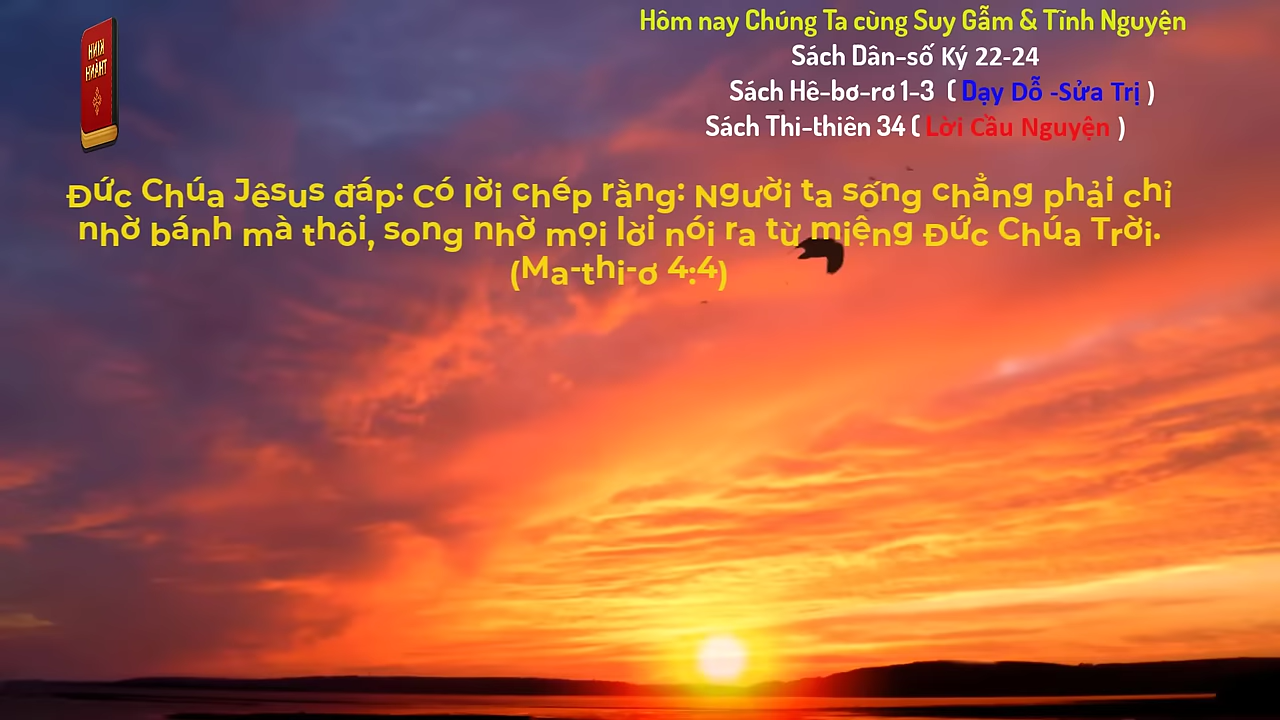 Hôm nay Chúng Ta cùng Suy Gẫm & Tĩnh Nguyện
Sách Dân-số Ký 22-24
Sách Hê-bơ-rơ 1-3 ( Dạy Dỗ -Sửa Trị )
Sách Thi-thiên 34 ( Lời Cầu Nguyện )
KINH
THÁNH
Đức Chúa Jêsus đáp: Có lời chép rằng: Người ta sống chẳng phải chỉ
nhờ bánh mà thôi, song nhờ mọi lời nói ra từ miệng Đức Chúa Trời.
(Ma-thi-ơ 4:4)